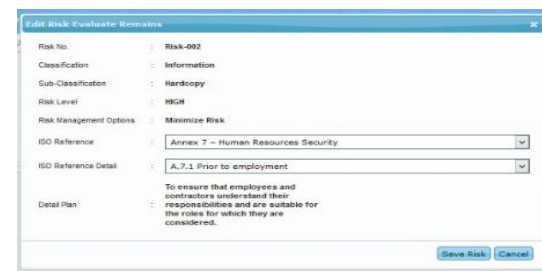 Edit Risk Evaluate Remains
Risk No. : Risk-002
Classification : Information
Sub-Classification : Hardcopy
Risk Level : HIGH
Risk Management Options : Minimize Risk
ISO Reference : Annex 7 – Human Resources Security
ISO Reference Detail : A.7.1 Prior to employment
To ensure that employees and
contractors understand their
Detail Plan : responsibilities and are suitable for
the roles for which they are
considered.
Save Risk Cancel